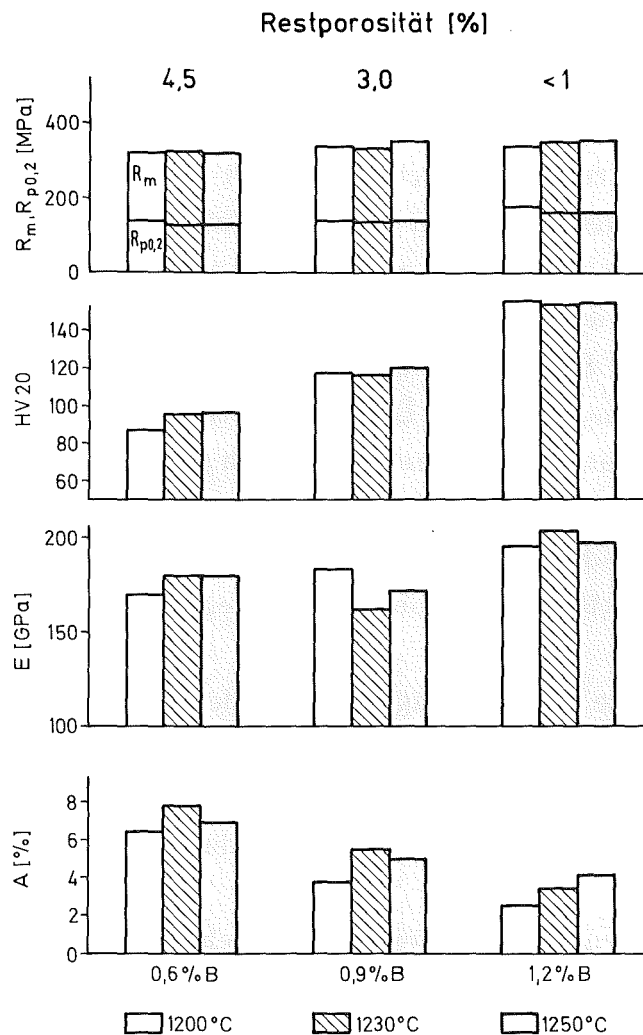 Restporosität [%]
4,5 3,0 <1
R_m, R_p0,2 [MPa]
400
200
0
R_m
R_p0,2
HV20
140
120
100
80
60
E [GPa]
200
150
100
A [%]
8
6
4
2
0
0,6%B 0,9%B 1,2%B
1200°C 1230°C 1250°C